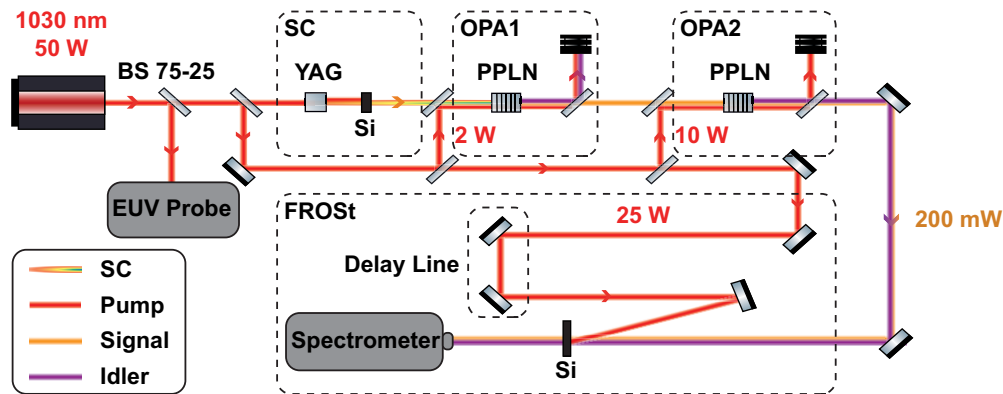 1030 nm
50 W
BS 75-25
SC
YAG
Si
OPA1
PPLN
2 W
OPA2
PPLN
10 W
EUV Probe
FROSt
25 W
200 mW
Delay Line
Spectrometer
Si
SC
Pump
Signal
Idler